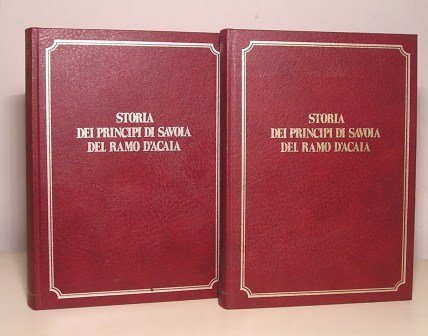 STORIA
DEI PRINCIPI DI SAVOIA
DEL RAMO D'ACAIA
STORIA
DEI PRINCIPI DI SAVOIA
DEL RAMO D'ACAIA